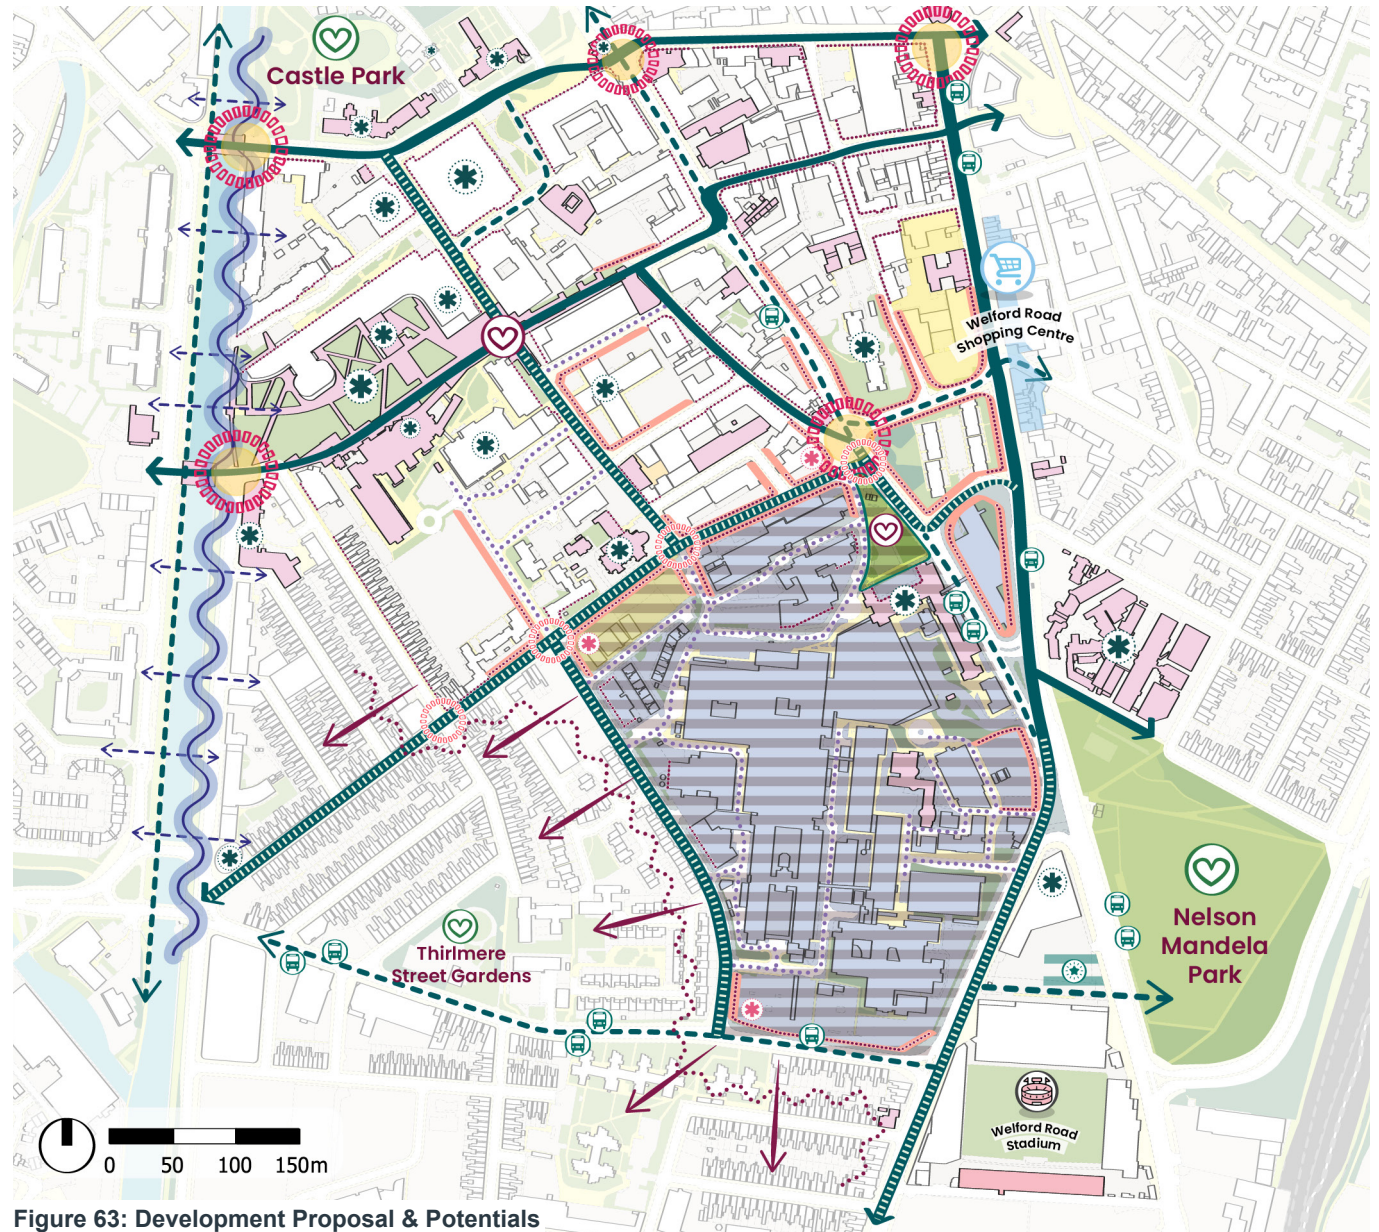 Castle Park
Welford Road
Shopping Centre
Thirlmere
Street Gardens
Nelson
Mandela
Park
Welford Road
Stadium
0 50 100 150m
Figure 63: Development Proposal & Potentials